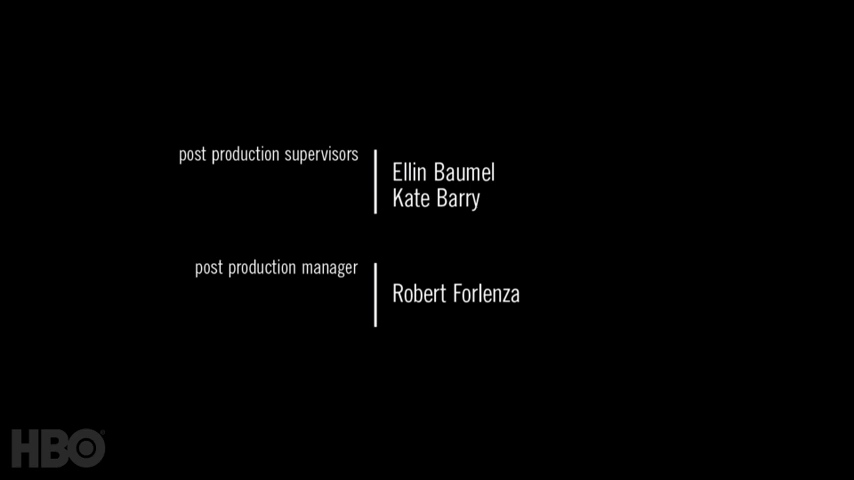 post production supervisors
Ellin Baumel
Kate Barry
post production manager
Robert Forlenza
HBO